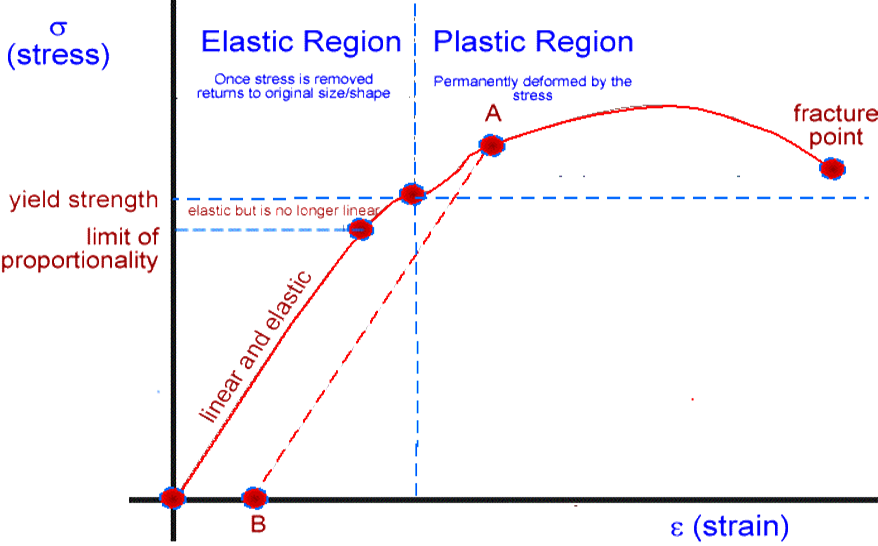 σ
(stress)
Elastic Region
Once stress is removed
returns to original size/shape
Plastic Region
Permanently deformed by the
stress
A
fracture
point
yield strength
elastic but is no longer linear
limit of
proportionality
linear and elastic
B
ε (strain)